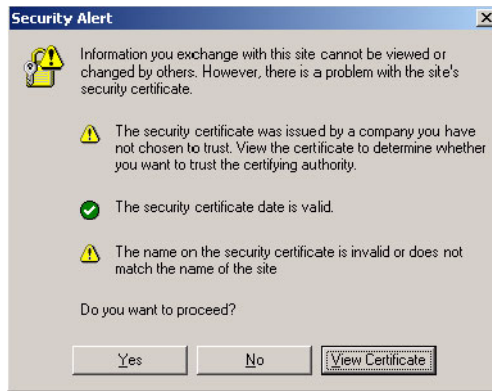 Security Alert
Information you exchange with this site cannot be viewed or
changed by others. However, there is a problem with the site's
security certificate.
The security certificate was issued by a company you have
not chosen to trust. View the certificate to determine whether
you want to trust the certifying authority.
The security certificate date is valid.
The name on the security certificate is invalid or does not
match the name of the site
Do you want to proceed?
Yes No View Certificate